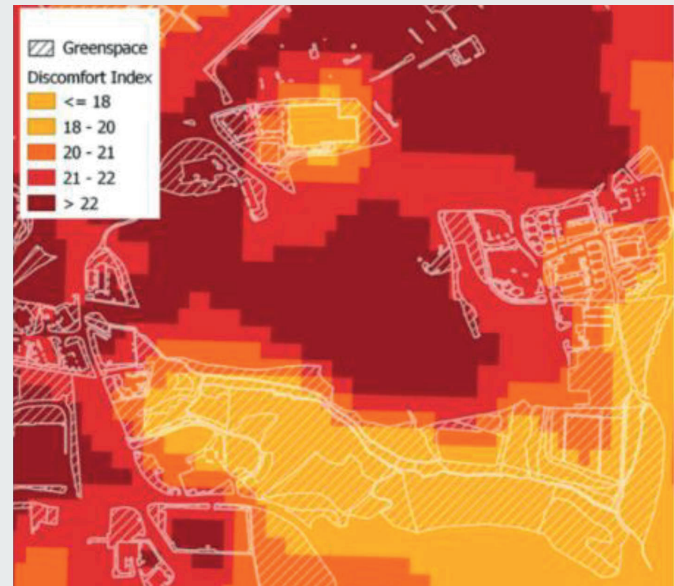 Greenspace
Discomfort Index
<= 18
18 - 20
20 - 21
21 - 22
> 22